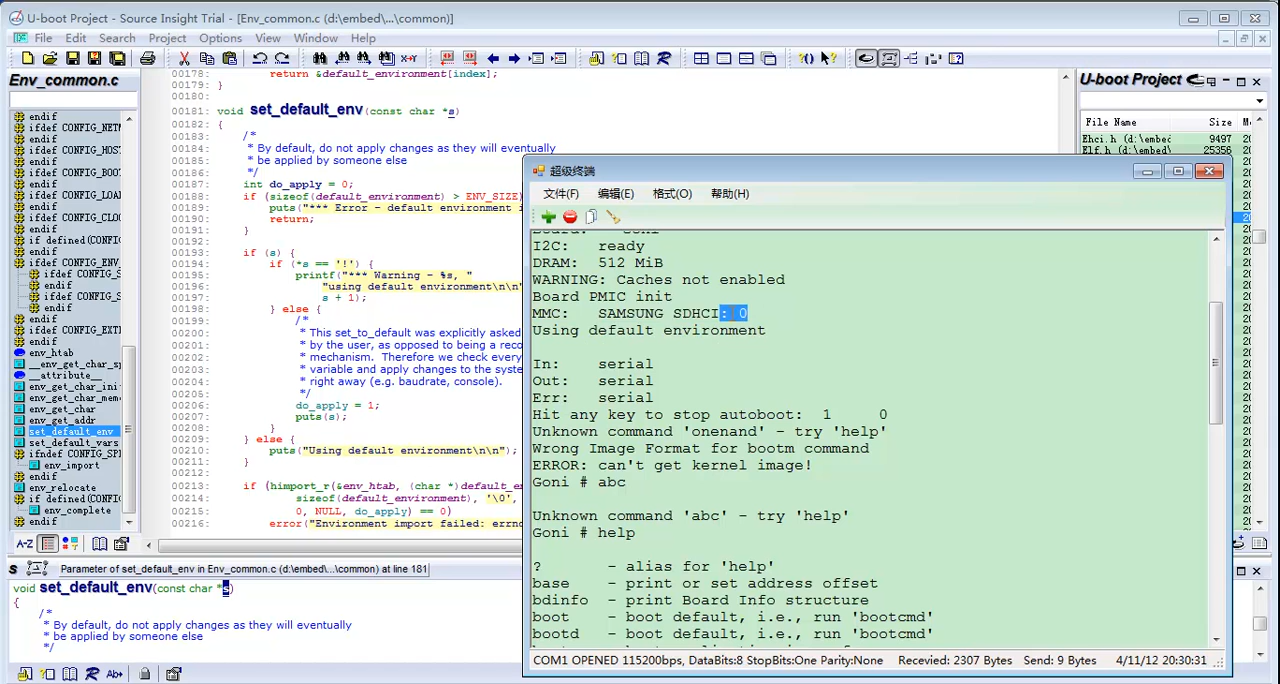 U-boot Project - Source Insight Trial - [Env_common.c (d:\embed\...\common)]
File Edit Search Project Options View Window Help
Env_common.c
endif
ifdef CONFIG_NETM
endif
ifdef CONFIG_HOST
endif
ifdef CONFIG_BOOT
endif
ifdef CONFIG_LOA
endif
ifdef CONFIG_CLOC
endif
if defined(CONFI
endif
ifdef CONFIG_ENV
ifdef CONFIG_S
endif
ifdef CONFIG_S
endif
endif
ifdef CONFIG_EXT
endif
env_htab
__env_get_char_sp
__attribute__
env_get_char_ini
env_get_char_mem
env_get_char
env_get_addr
set_default_env
set_default_vars
ifndef CONFIG_SP
env_import
endif
env_relocate
if defined(CONFI
env_complete
endif
A-Z
00178: return &default_environment[index];
00179: }
00180:
00181: void set_default_env(const char *s)
00182: {
00183: /*
00184: * By default, do not apply changes as they will eventually
00185: * be applied by someone else
00186: */
00187: int do_apply = 0;
00188: if (sizeof(default_environment) > ENV_SIZE)
00189: puts("*** Error - default environment i
00190: return;
00191: }
00192:
00193: if (s) {
00194: if (*s == '!') {
00195: printf("*** Warning - %s, "
00196: "using default environment\n\n"
00197: s + 1);
00198: } else {
00199: /*
00200: * This set_to_default was explicitly asked
00201: * by the user, as opposed to being a reco
00202: * mechanism. Therefore we check every
00203: * variable and apply changes to the syste
00204: * right away (e.g. baudrate, console).
00205: */
00206: do_apply = 1;
00207: puts(s);
00208: }
00209: } else {
00210: puts("Using default environment\n\n");
00211: }
00212:
00213: if (himport_r(&env_htab, (char *)default_e
00214: sizeof(default_environment), '\0',
00215: 0, NULL, do_apply) == 0)
00216: error("Environment import failed: errno
U-boot Project
File Name Size M
Ehci.h (d:\embed 9497 20
Elf.h (d:\embed\ 25356 20
超级终端
文件(F) 编辑(E) 格式(O) 帮助(H)
Board: Goni
I2C: ready
DRAM: 512 MiB
WARNING: Caches not enabled
Board PMIC init
MMC: SAMSUNG SDHCI: 0
Using default environment
In: serial
Out: serial
Err: serial
Hit any key to stop autoboot: 1 0
Unknown command 'onenand' - try 'help'
Wrong Image Format for bootm command
ERROR: can't get kernel image!
Goni # abc
Unknown command 'abc' - try 'help'
Goni # help
? - alias for 'help'
base - print or set address offset
bdinfo - print Board Info structure
boot - boot default, i.e., run 'bootcmd'
bootd - boot default, i.e., run 'bootcmd'
COM1 OPENED 115200bps, DataBits:8 StopBits:One Parity:None Recevied: 2307 Bytes Send: 9 Bytes 4/11/12 20:30:31
S Parameter of set_default_env in Env_common.c (d:\embed\...\common) at line 181
void set_default_env(const char *s)
{
/*
* By default, do not apply changes as they will eventually
* be applied by someone else
*/